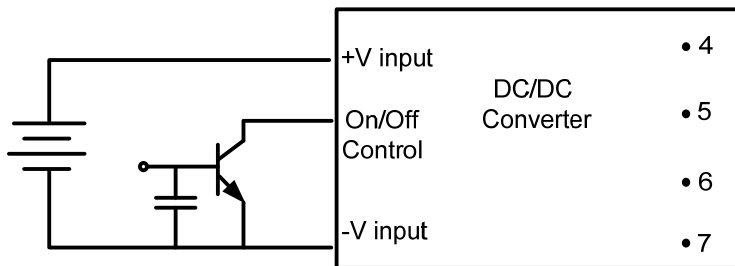 +V input
On/Off
Control
-V input
DC/DC
Converter
4
5
6
7